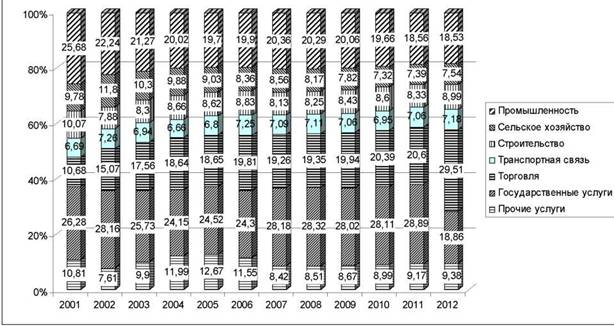 100%
25,68 22,24 21,27 20,02 19,7 19,9 20,36 20,29 20,06 19,66 18,56 18,53
80%
9,78 11,8 10,3 9,88 9,03 8,36 8,56 8,17 7,82 7,32 7,39 7,54
10,07 7,88 8,3 8,66 8,62 8,83 8,13 8,25 8,43 8,6 8,33 8,99
60%
6,69 7,26 6,94 6,66 6,8 7,25 7,09 7,11 7,06 6,95 7,06 7,18
10,68 15,07 17,56 18,64 18,65 19,81 19,26 19,35 19,94 20,39 20,6 29,51
40%
26,28 28,16 25,73 24,15 24,52 24,3 28,18 28,32 28,02 28,11 28,89 18,86
20%
10,81 7,61 9,9 11,99 12,67 11,55 8,42 8,51 8,67 8,99 9,17 9,38
0%
2001 2002 2003 2004 2005 2006 2007 2008 2009 2010 2011 2012
Промышленность
Сельское хозяйство
Строительство
Транспортная связь
Торговля
Государственные услуги
Прочие услуги